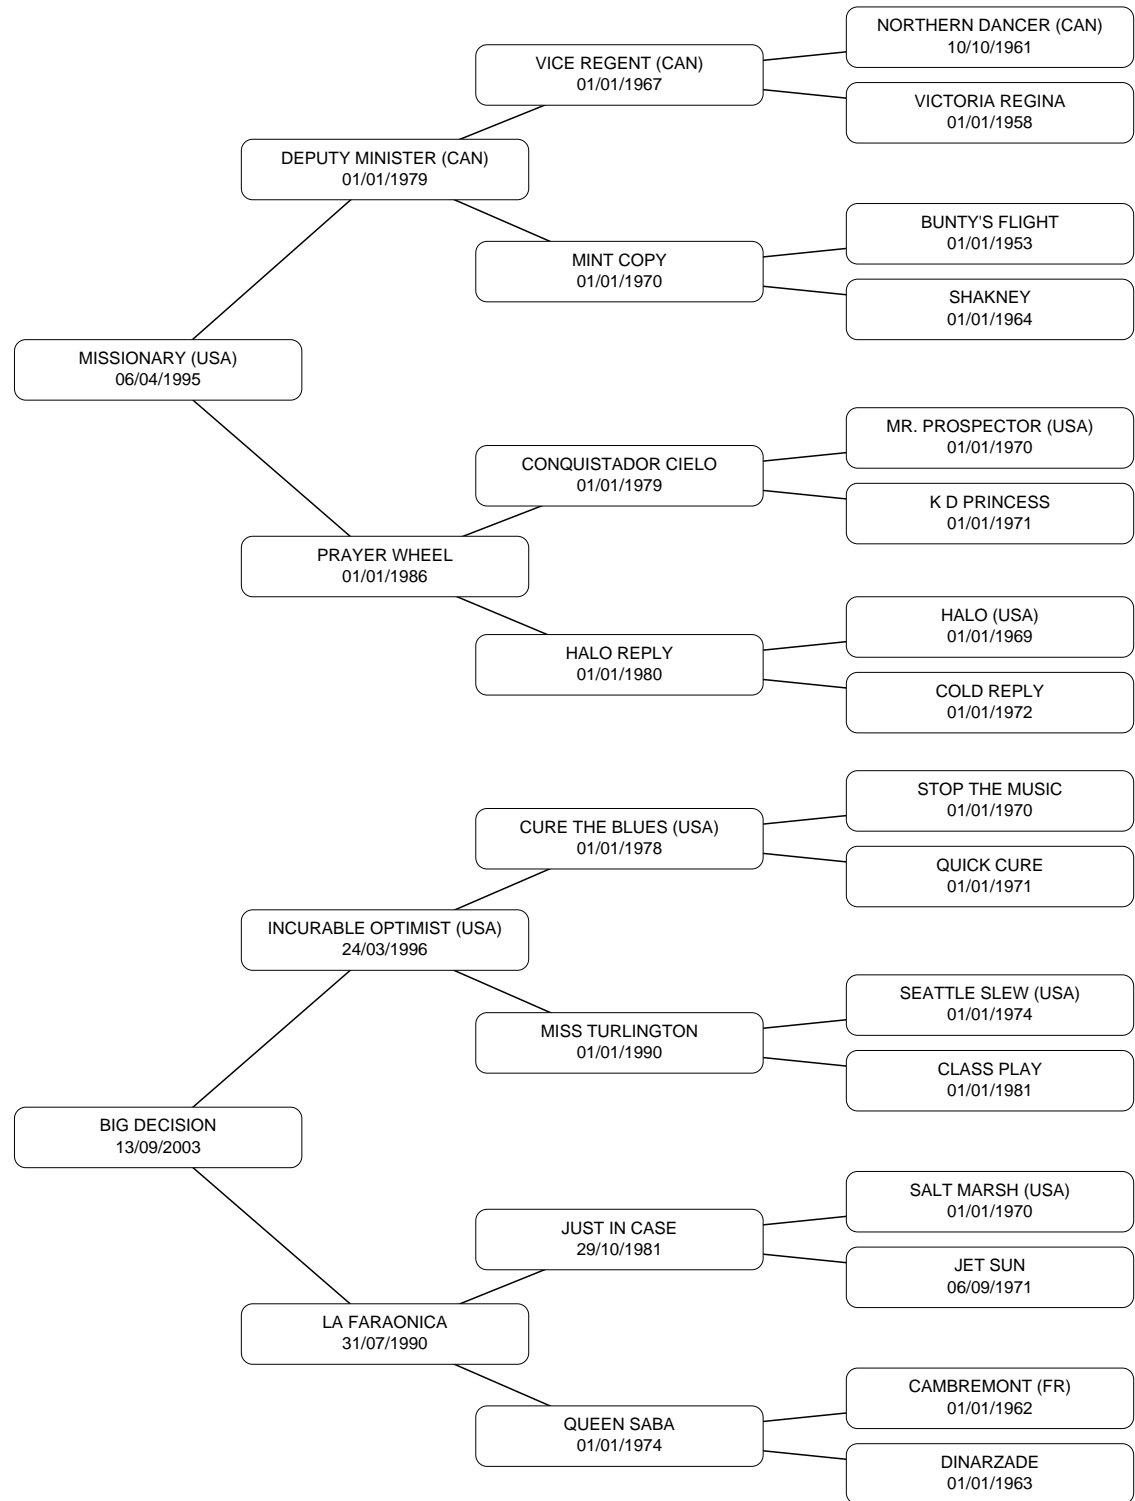 NORTHERN DANCER (CAN)
10/10/1961
VICE REGENT (CAN)
01/01/1967
VICTORIA REGINA
01/01/1958
DEPUTY MINISTER (CAN)
01/01/1979
BUNTY'S FLIGHT
01/01/1953
MINT COPY
01/01/1970
SHAKNEY
01/01/1964
MISSIONARY (USA)
06/04/1995
MR. PROSPECTOR (USA)
01/01/1970
CONQUISTADOR CIELO
01/01/1979
K D PRINCESS
01/01/1971
PRAYER WHEEL
01/01/1986
HALO (USA)
01/01/1969
HALO REPLY
01/01/1980
COLD REPLY
01/01/1972
STOP THE MUSIC
01/01/1970
CURE THE BLUES (USA)
01/01/1978
QUICK CURE
01/01/1971
INCURABLE OPTIMIST (USA)
24/03/1996
SEATTLE SLEW (USA)
01/01/1974
MISS TURLINGTON
01/01/1990
CLASS PLAY
01/01/1981
BIG DECISION
13/09/2003
SALT MARSH (USA)
01/01/1970
JUST IN CASE
29/10/1981
JET SUN
06/09/1971
LA FARAONICA
31/07/1990
CAMBREMONT (FR)
01/01/1962
QUEEN SABA
01/01/1974
DINARZADE
01/01/1963